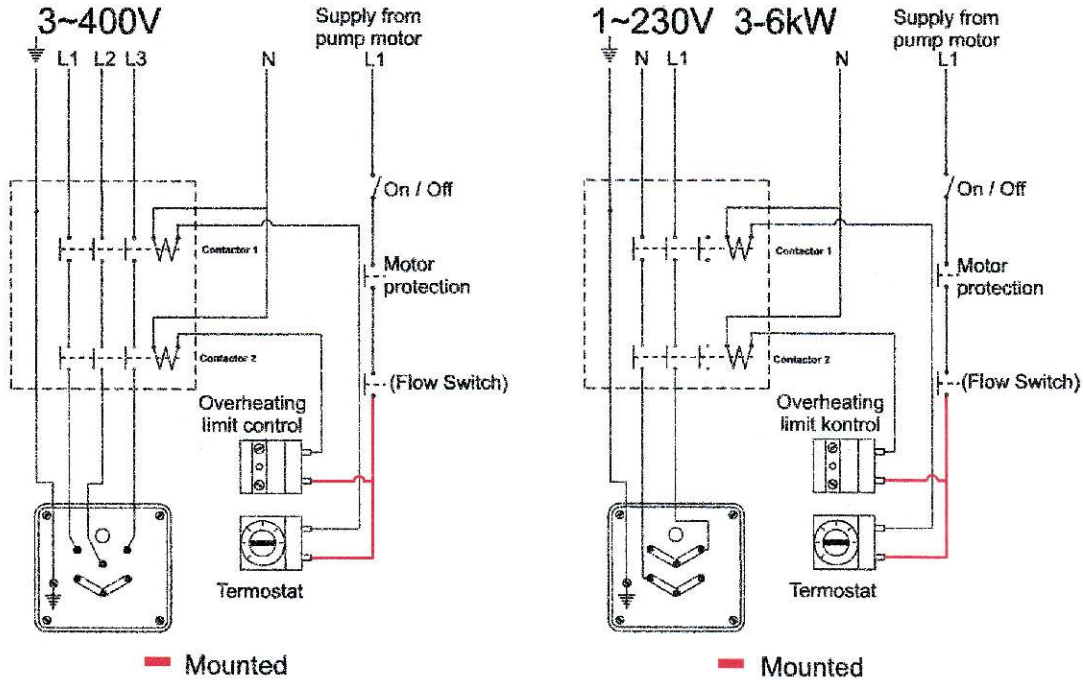 3~400V
Supply from
pump motor
L1 L2 L3 N L1
On / Off
Contactor 1
Motor
protection
Contactor 2
(Flow Switch)
Overheating
limit control
Termostat
Mounted
1~230V 3-6kW
Supply from
pump motor
N L1 N L1
On / Off
Contactor 1
Motor
protection
Contactor 2
(Flow Switch)
Overheating
limit kontrol
Termostat
Mounted